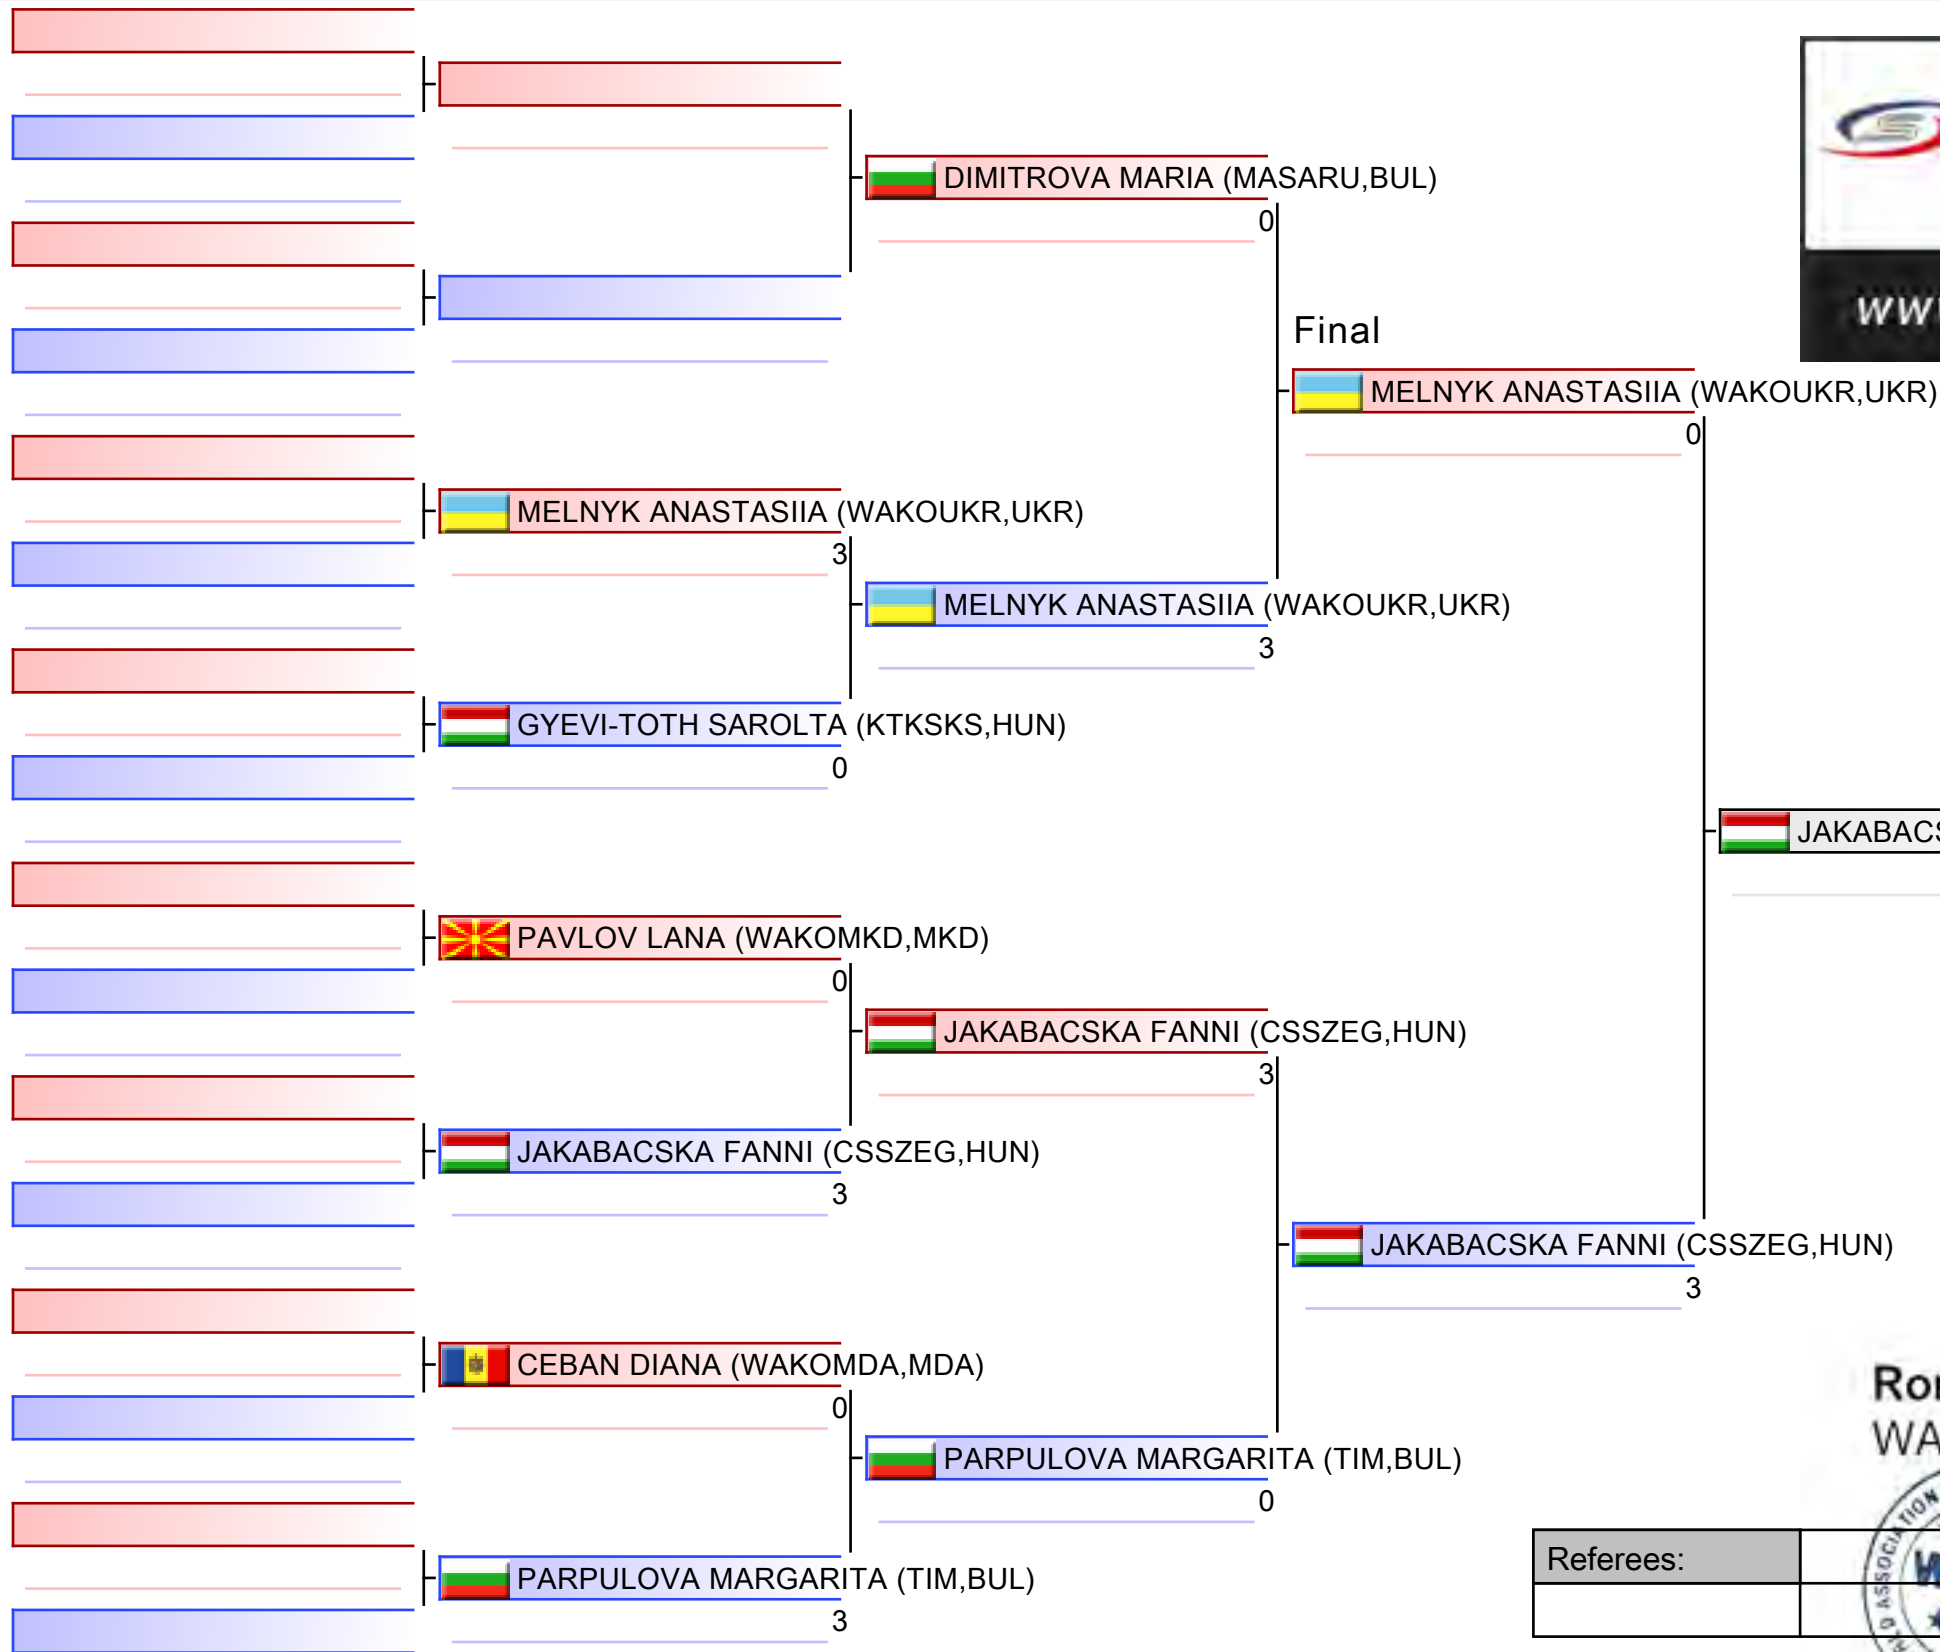 DIMITROVA MARIA (MASARU,BUL)
0
Final
MELNYK ANASTASIIA (WAKOUKR,UKR)
0
MELNYK ANASTASIIA (WAKOUKR,UKR)
3
MELNYK ANASTASIIA (WAKOUKR,UKR)
3
GYEVI-TOTH SAROLTA (KTKSKS,HUN)
0
JAKABACS
PAVLOV LANA (WAKOMKD,MKD)
0
JAKABACSKA FANNI (CSSZEG,HUN)
3
JAKABACSKA FANNI (CSSZEG,HUN)
3
JAKABACSKA FANNI (CSSZEG,HUN)
3
CEBAN DIANA (WAKOMDA,MDA)
0
PARPULOVA MARGARITA (TIM,BUL)
0
PARPULOVA MARGARITA (TIM,BUL)
3
Referees:
WA
ASSOCIATION